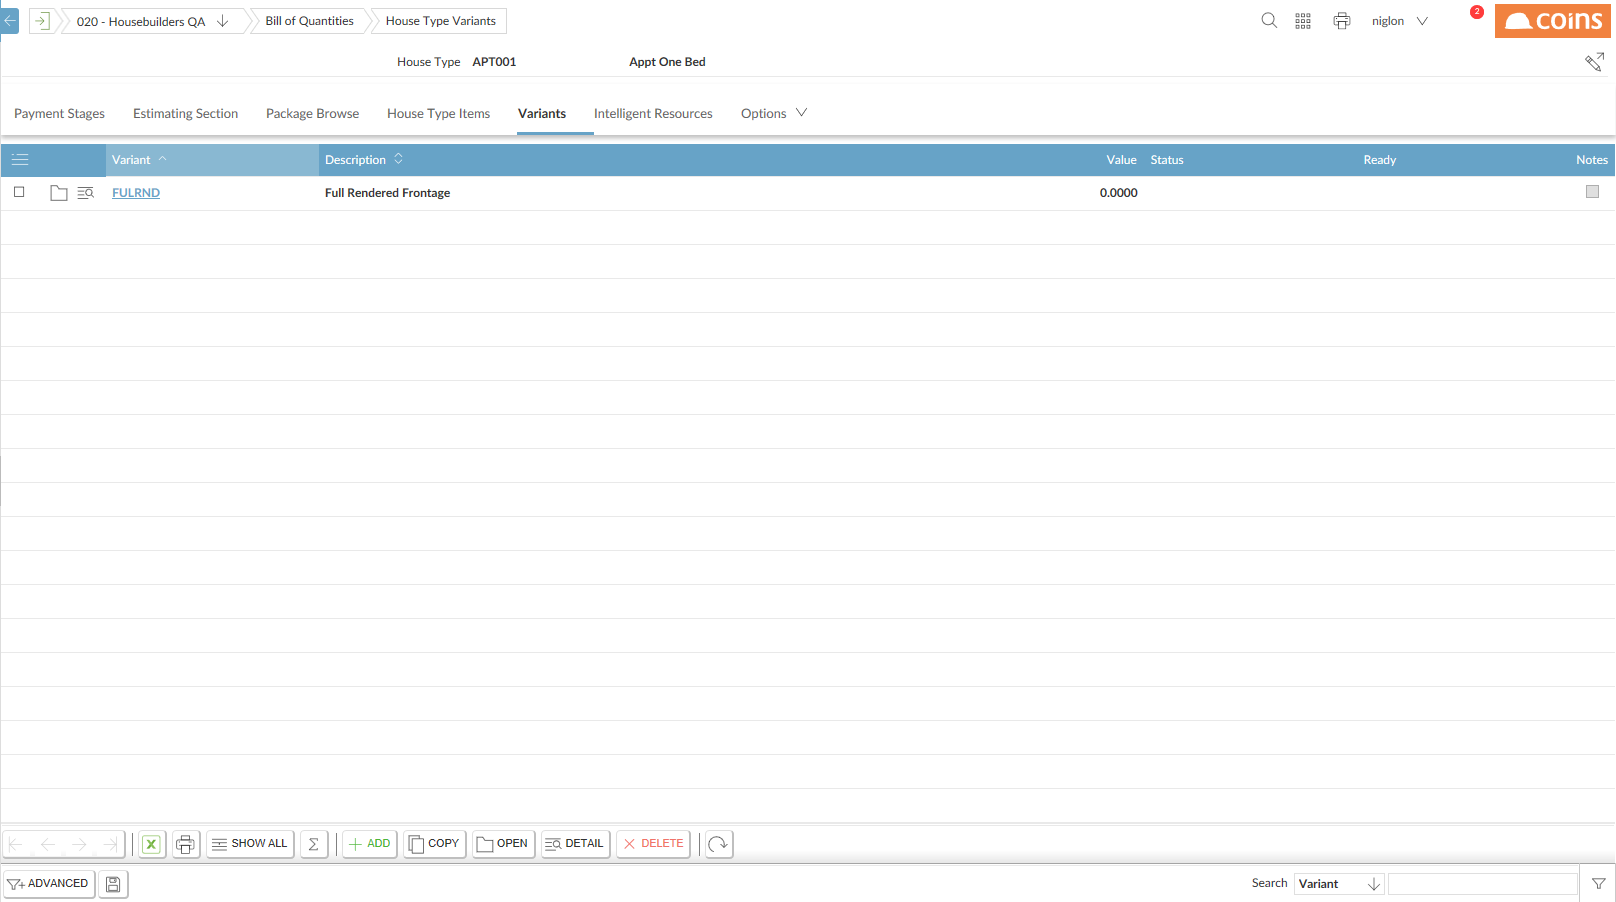 020 - Housebuilders QA Bill of Quantities House Type Variants niglon 2 coins
House Type APT001 Appt One Bed
Payment Stages Estimating Section Package Browse House Type Items Variants Intelligent Resources Options
Variant Description Value Status Ready Notes
FULRND Full Rendered Frontage 0.0000
SHOW ALL Σ ADD COPY OPEN DETAIL DELETE
ADVANCED Search Variant